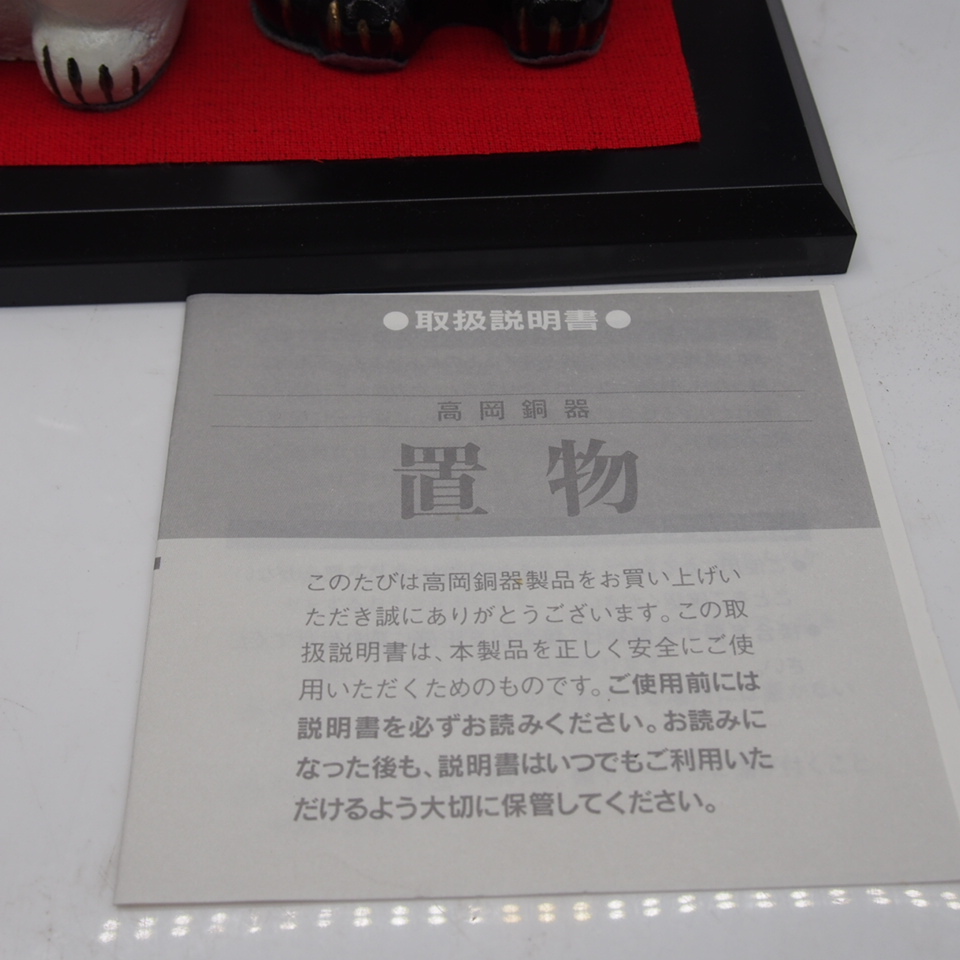 ●取扱説明書●
高岡銅器
置物
このたびは高岡銅器製品をお買い上げい
ただき誠にありがとうございます。この取
扱説明書は、本製品を正しく安全にご使
用いただくためのものです。ご使用前には
説明書を必ずお読みください。お読みに
なった後も、説明書はいつでもご利用いた
だけるよう大切に保管してください。